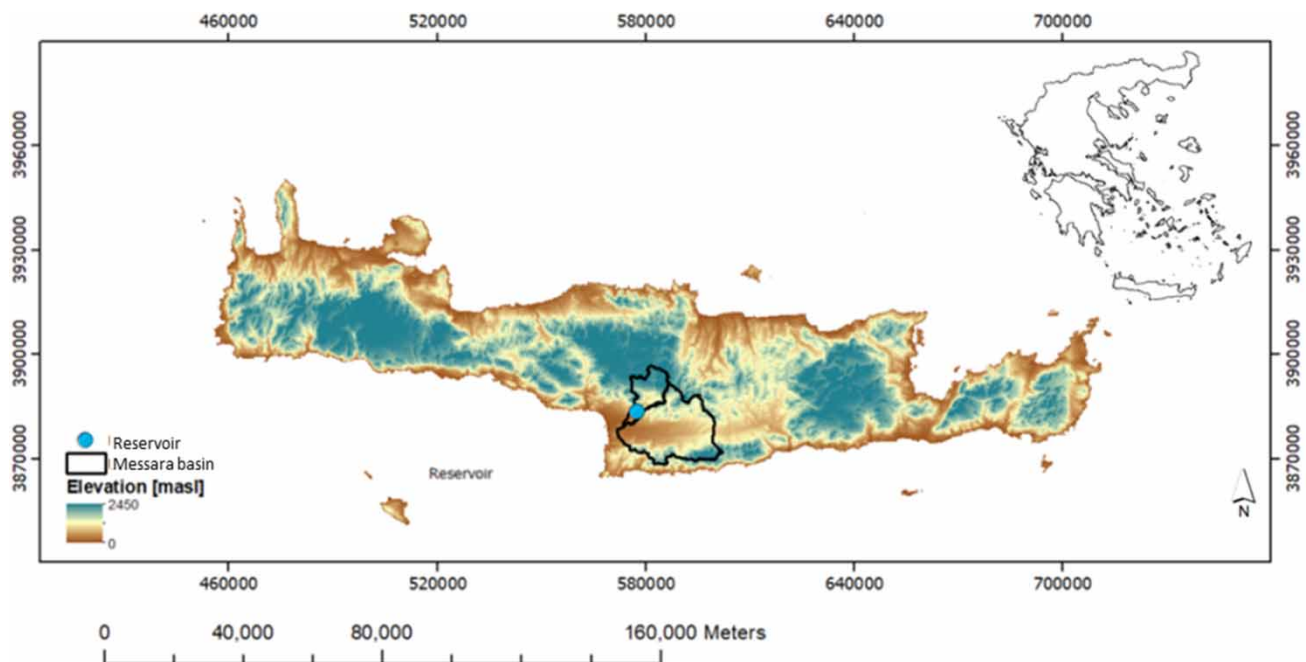 460000 520000 580000 640000 700000
3960000 3960000
3930000 3930000
3900000 3900000
3870000 3870000
Reservoir
Messara basin
Reservoir
Elevation [masl]
2450
0
N
460000 520000 580000 640000 700000
0 40,000 80,000 160,000 Meters